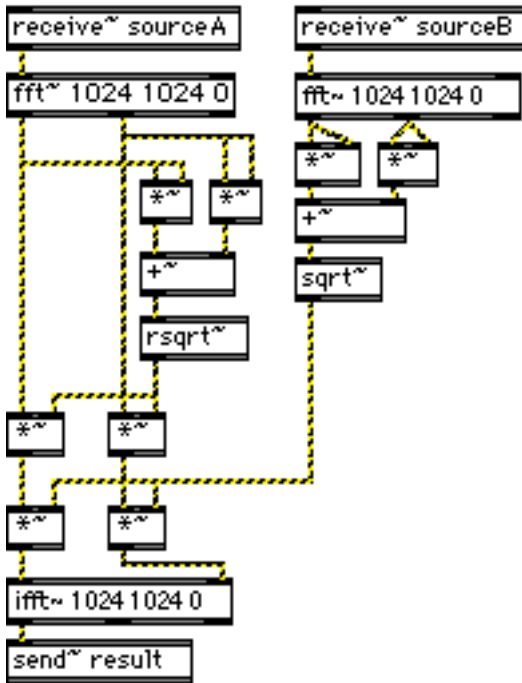 receive~ sourceA
receive~ sourceB
fft~ 1024 1024 0
fft~ 1024 1024 0
*~
*~
*~
*~
+~
+~
sqrt~
rsqrt~
*~
*~
*~
*~
ifft~ 1024 1024 0
send~ result